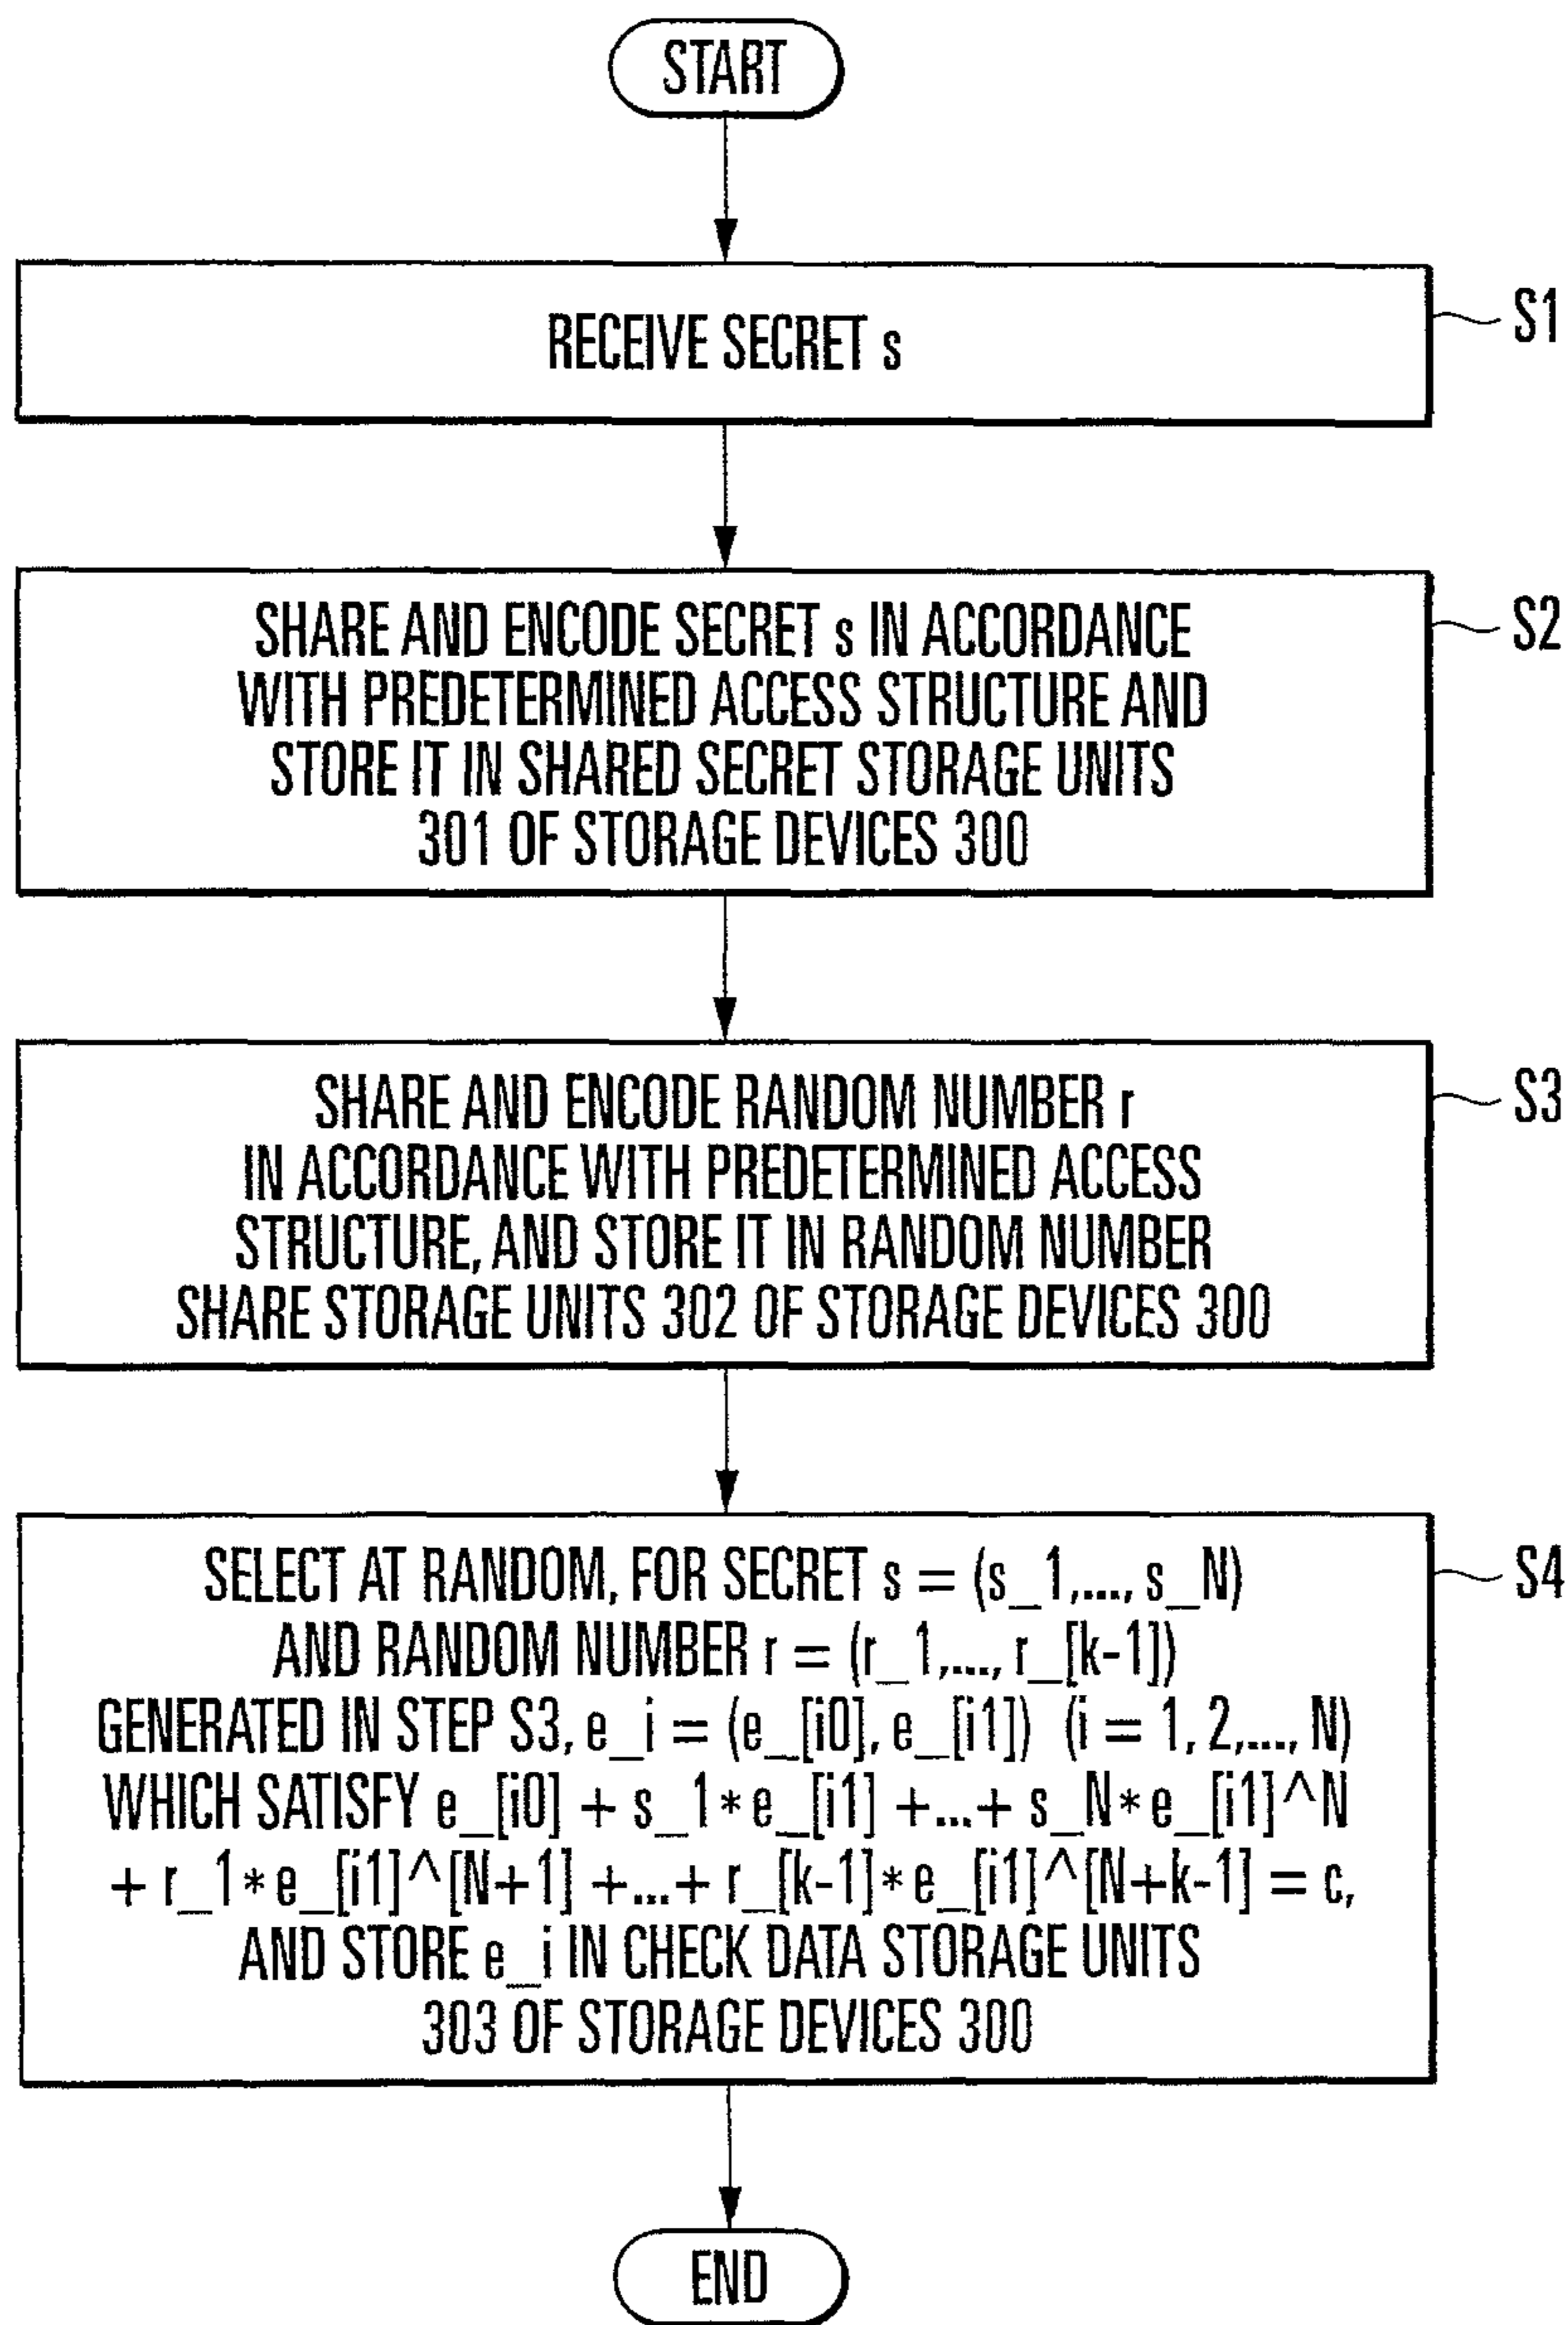 START
RECEIVE SECRET s
S1
SHARE AND ENCODE SECRET s IN ACCORDANCE
WITH PREDETERMINED ACCESS STRUCTURE AND
STORE IT IN SHARED SECRET STORAGE UNITS
301 OF STORAGE DEVICES 300
S2
SHARE AND ENCODE RANDOM NUMBER r
IN ACCORDANCE WITH PREDETERMINED ACCESS
STRUCTURE, AND STORE IT IN RANDOM NUMBER
SHARE STORAGE UNITS 302 OF STORAGE DEVICES 300
S3
SELECT AT RANDOM, FOR SECRET s = (s_1,..., s_N)
AND RANDOM NUMBER r = (r_1,..., r_[k-1])
GENERATED IN STEP S3, e_i = (e_[i0], e_[i1]) (i = 1, 2,..., N)
WHICH SATISFY e_[i0] + s_1*e_[i1] +...+ s_N*e_[i1]^N
+ r_1*e_[i1]^[N+1] +...+ r_[k-1]*e_[i1]^[N+k-1] = c,
AND STORE e_i IN CHECK DATA STORAGE UNITS
303 OF STORAGE DEVICES 300
S4
END